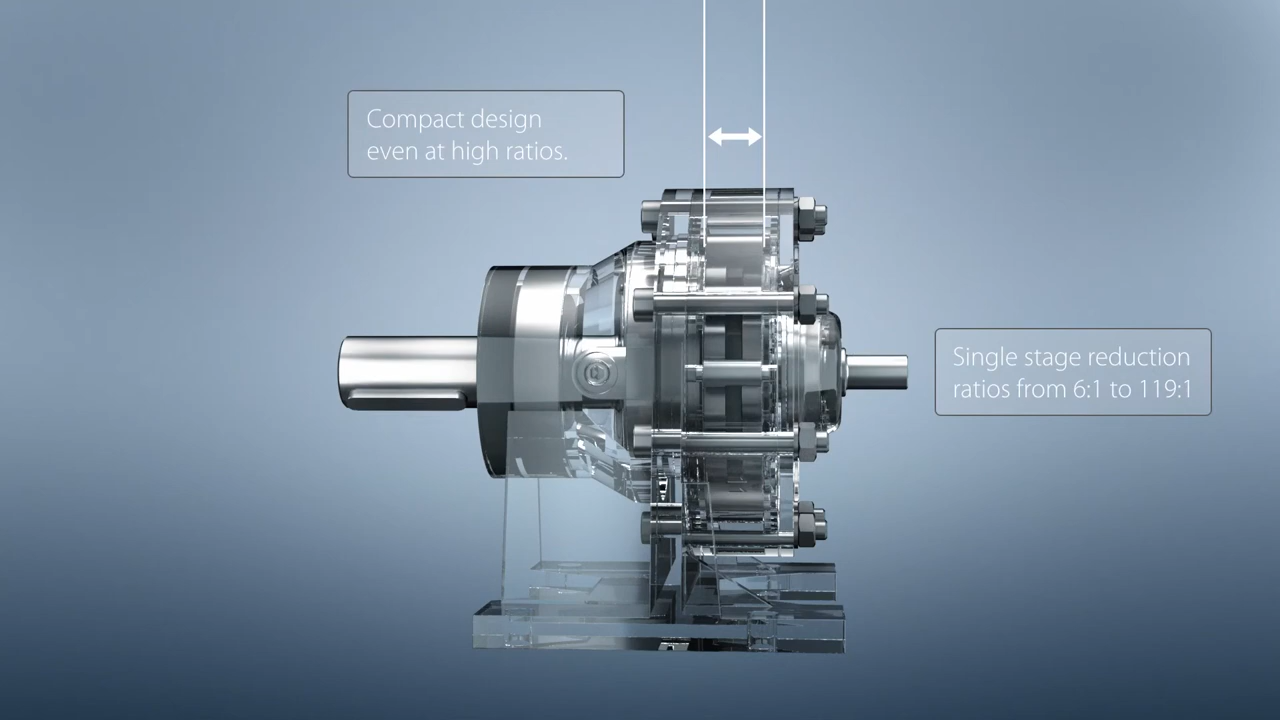 Compact design
even at high ratios.
Single stage reduction
ratios from 6:1 to 119:1